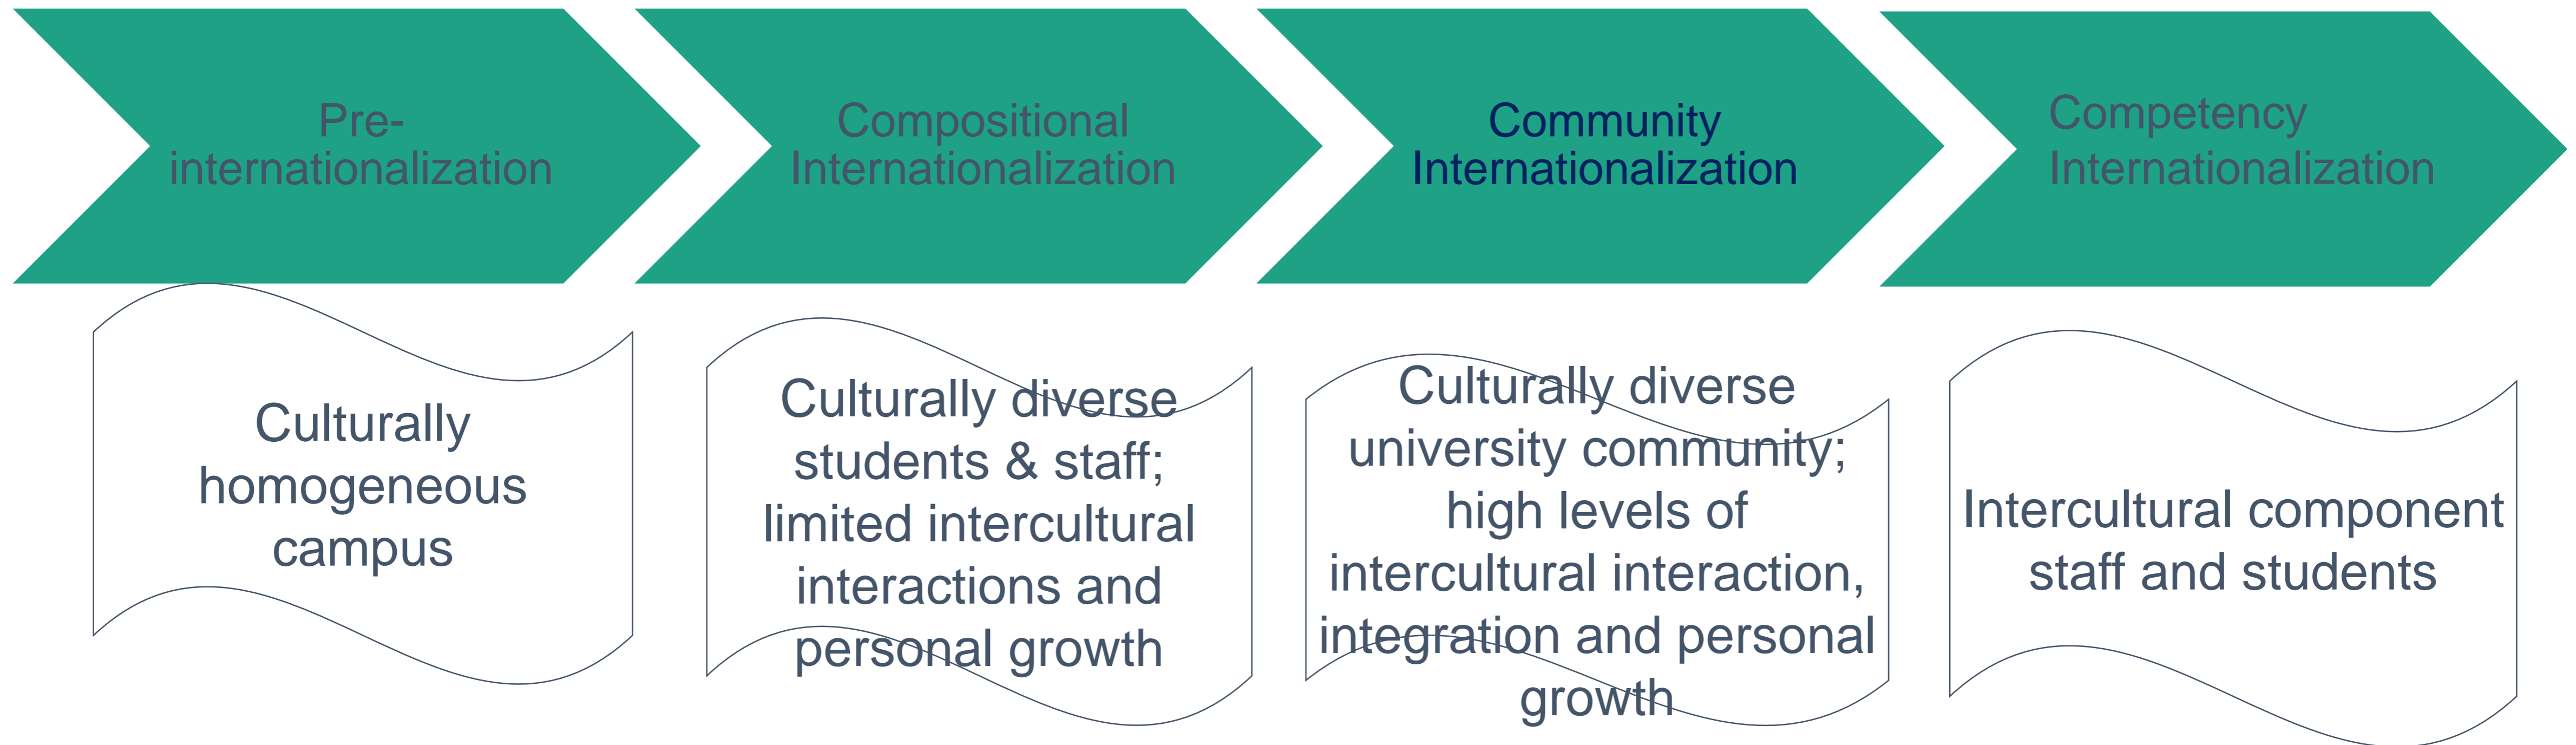 Pre-
internationalization
Compositional
Internationalization
Community
Internationalization
Competency
Internationalization
Culturally
homogeneous
campus
Culturally diverse
students & staff;
limited intercultural
interactions and
personal growth
Culturally diverse
university community;
high levels of
intercultural interaction,
integration and personal
growth
Intercultural component
staff and students